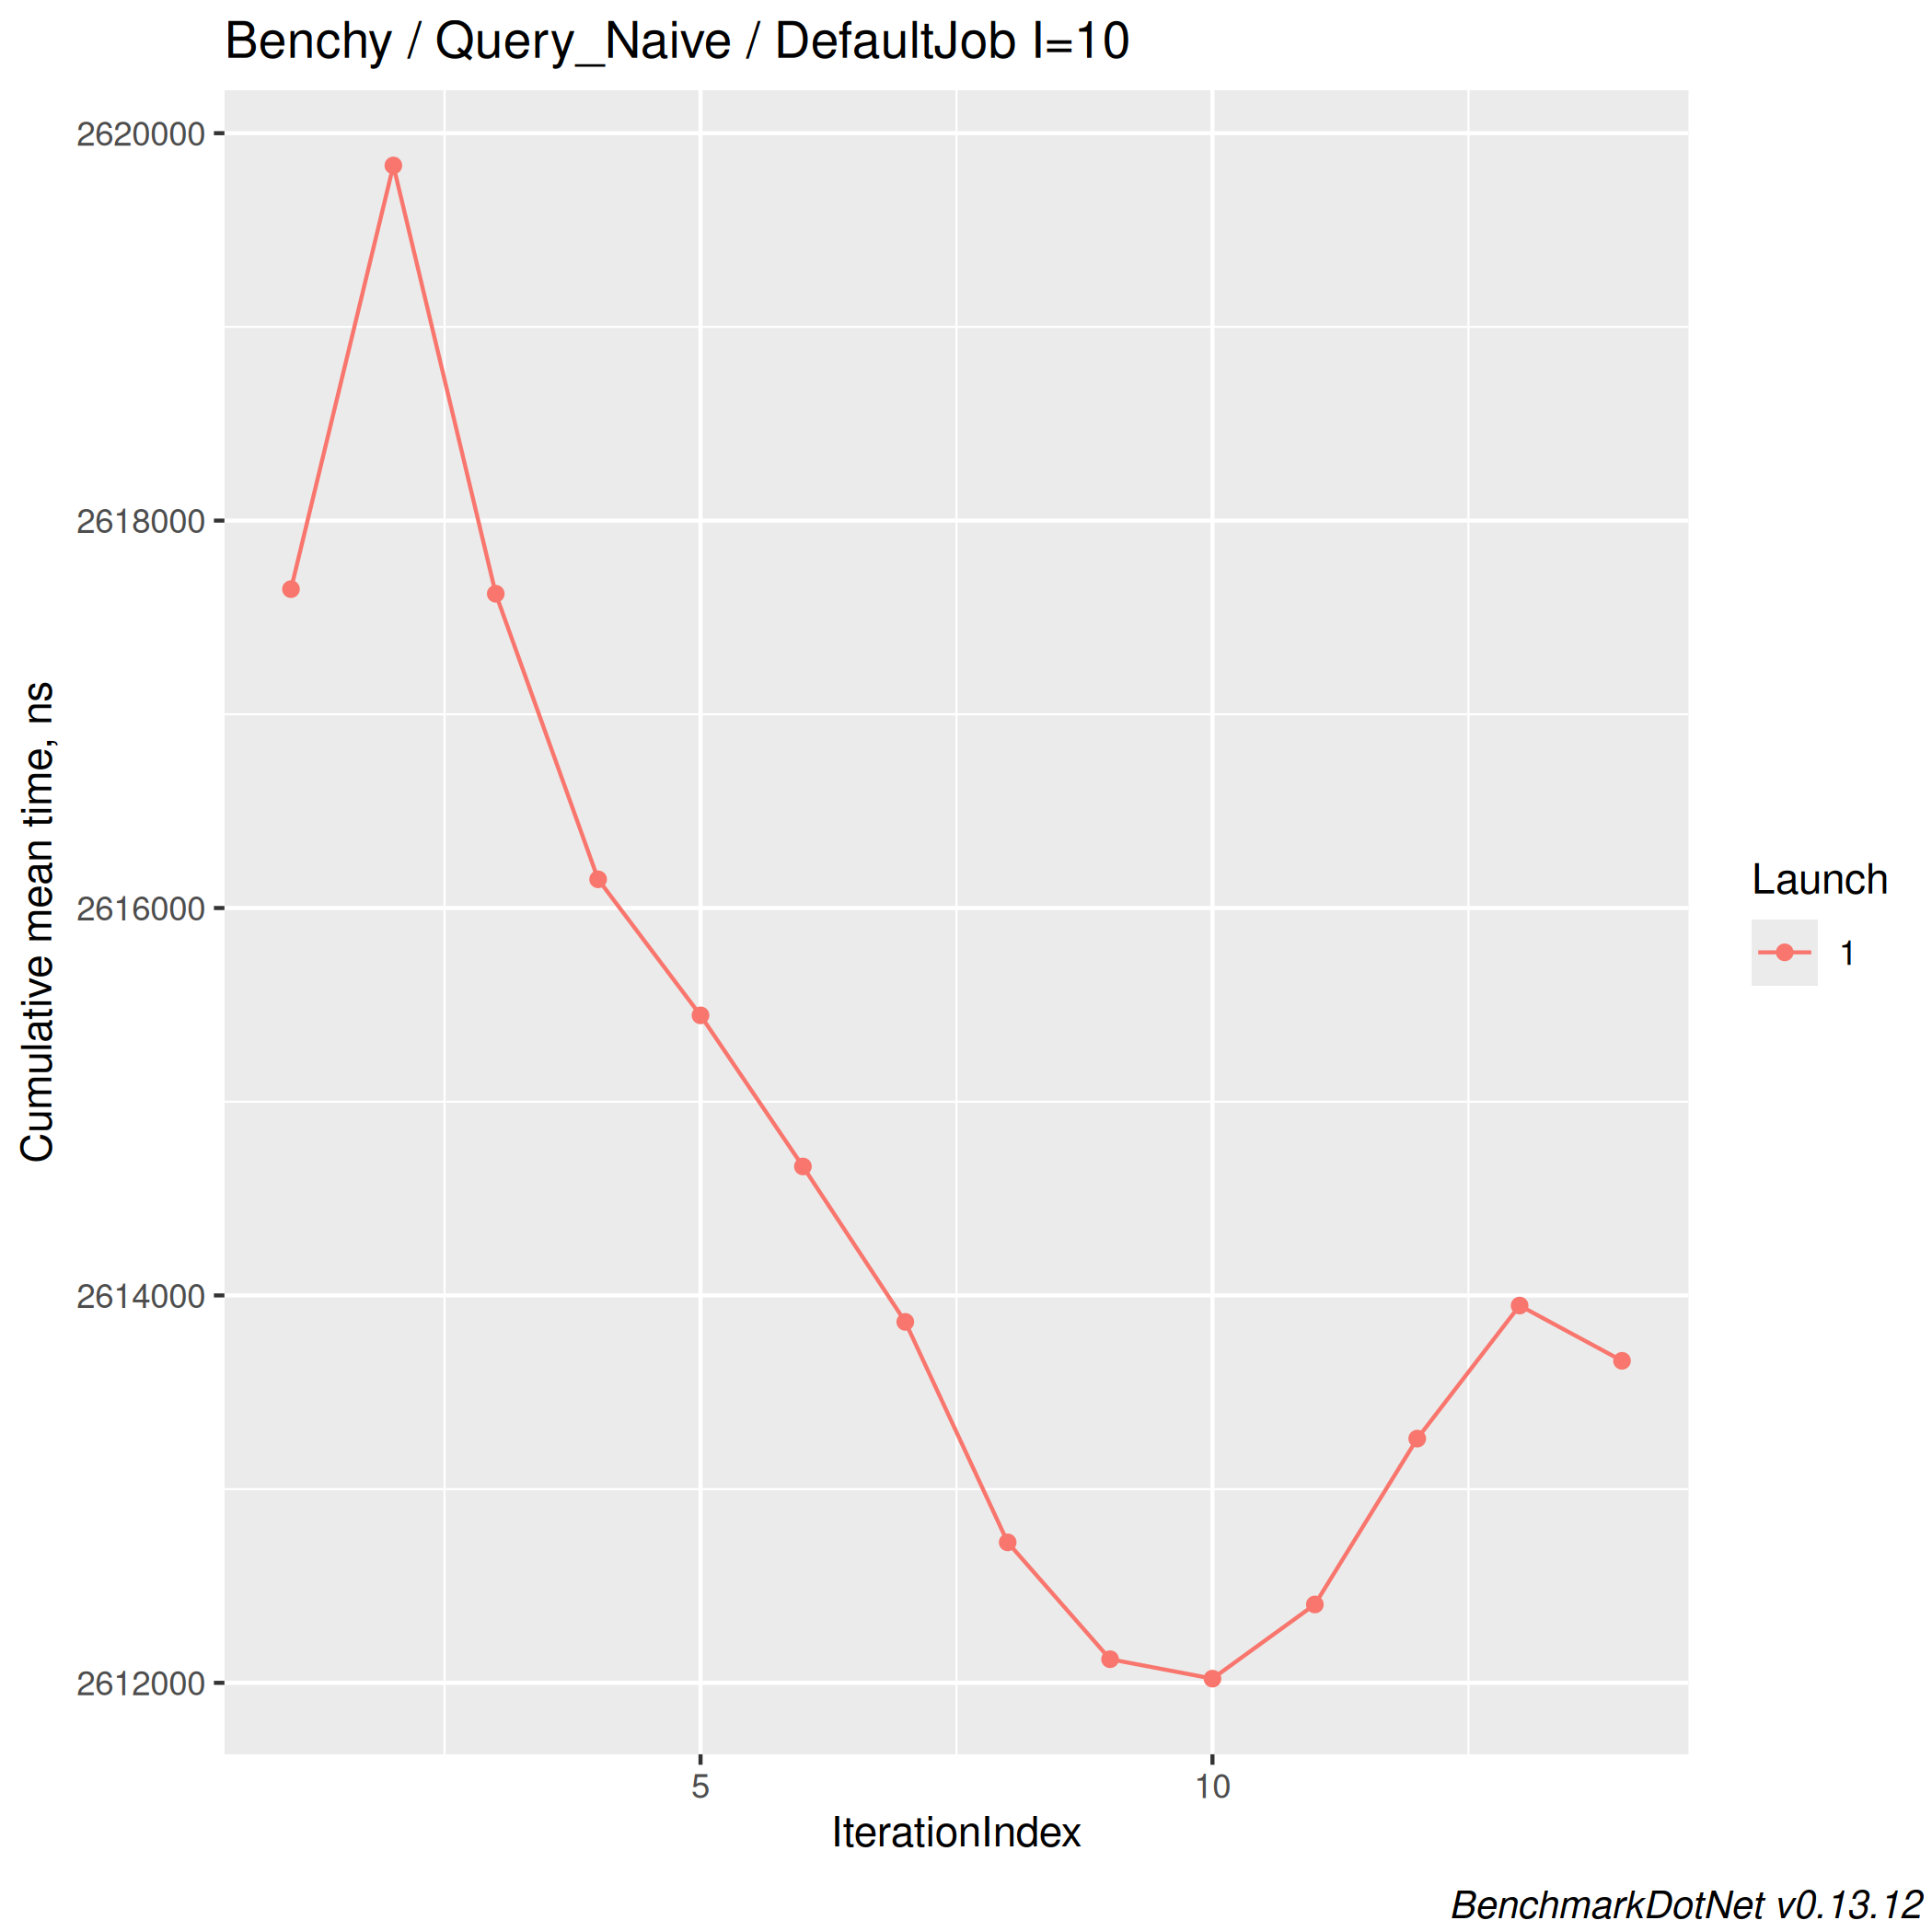 Benchy / Query_Naive / DefaultJob I=10
Cumulative mean time, ns
2620000
2618000
2616000
2614000
2612000
5
10
IterationIndex
Launch
1
BenchmarkDotNet v0.13.12